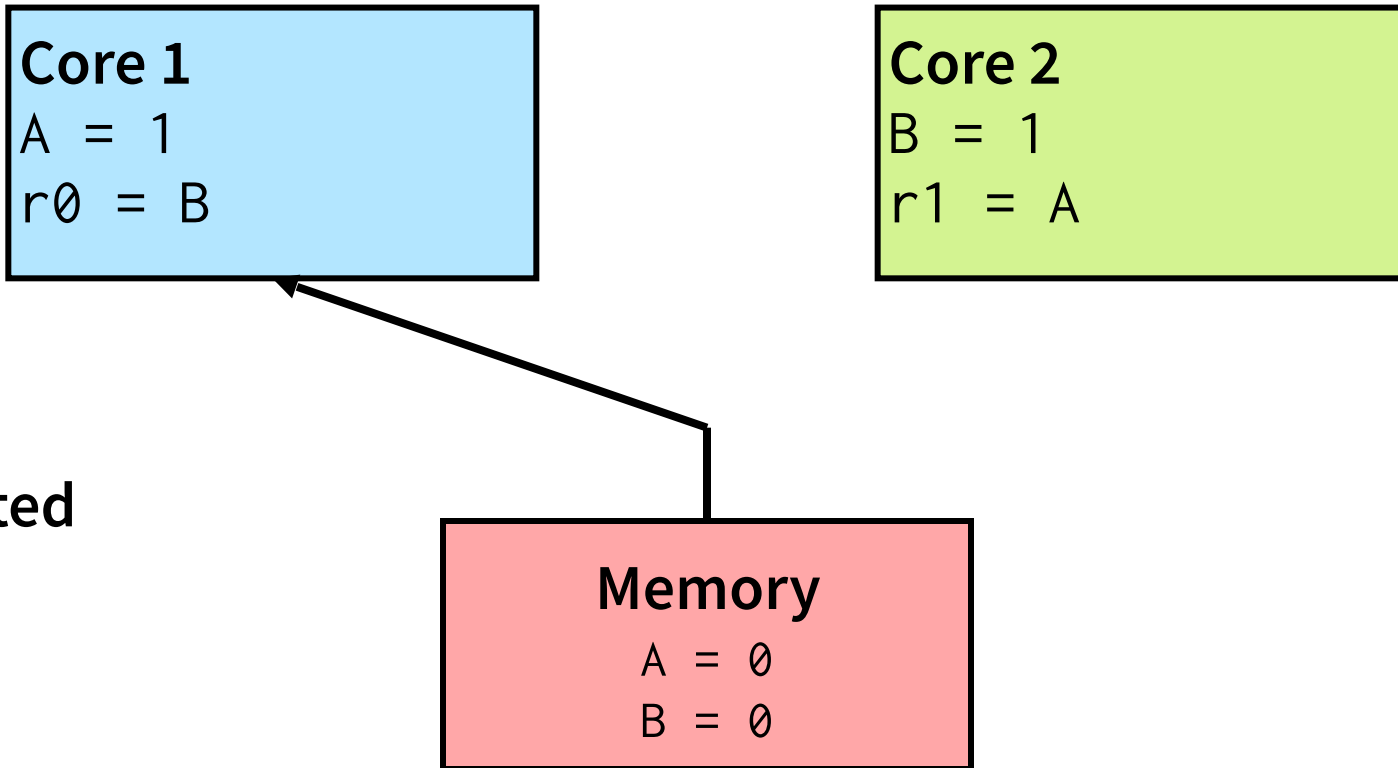 Core 1
A = 1
r0 = B
Core 2
B = 1
r1 = A
ted
Memory
A = 0
B = 0